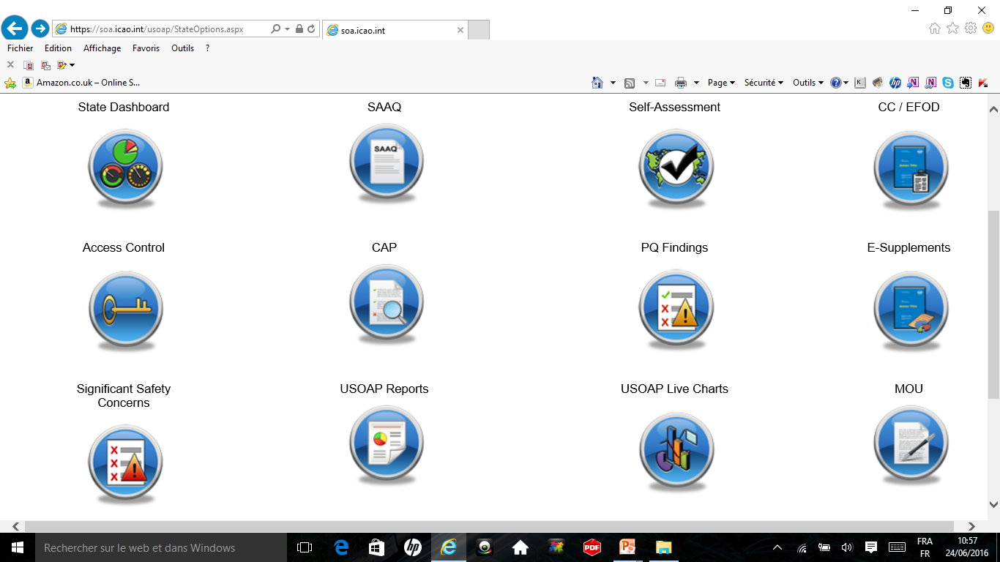 https://soa.icao.int/usoap/StateOptions.aspx
soa.icao.int
Fichier Edition Affichage Favoris Outils ?
Amazon.co.uk – Online S...
Page Sécurité Outils
State Dashboard SAAQ Self-Assessment CC / EFOD
SAAQ
Access Control CAP PQ Findings E-Supplements
Significant Safety Concerns USOAP Reports USOAP Live Charts MOU
Rechercher sur le web et dans Windows
hp
PDF
FRA
FR
10:57
24/06/2016